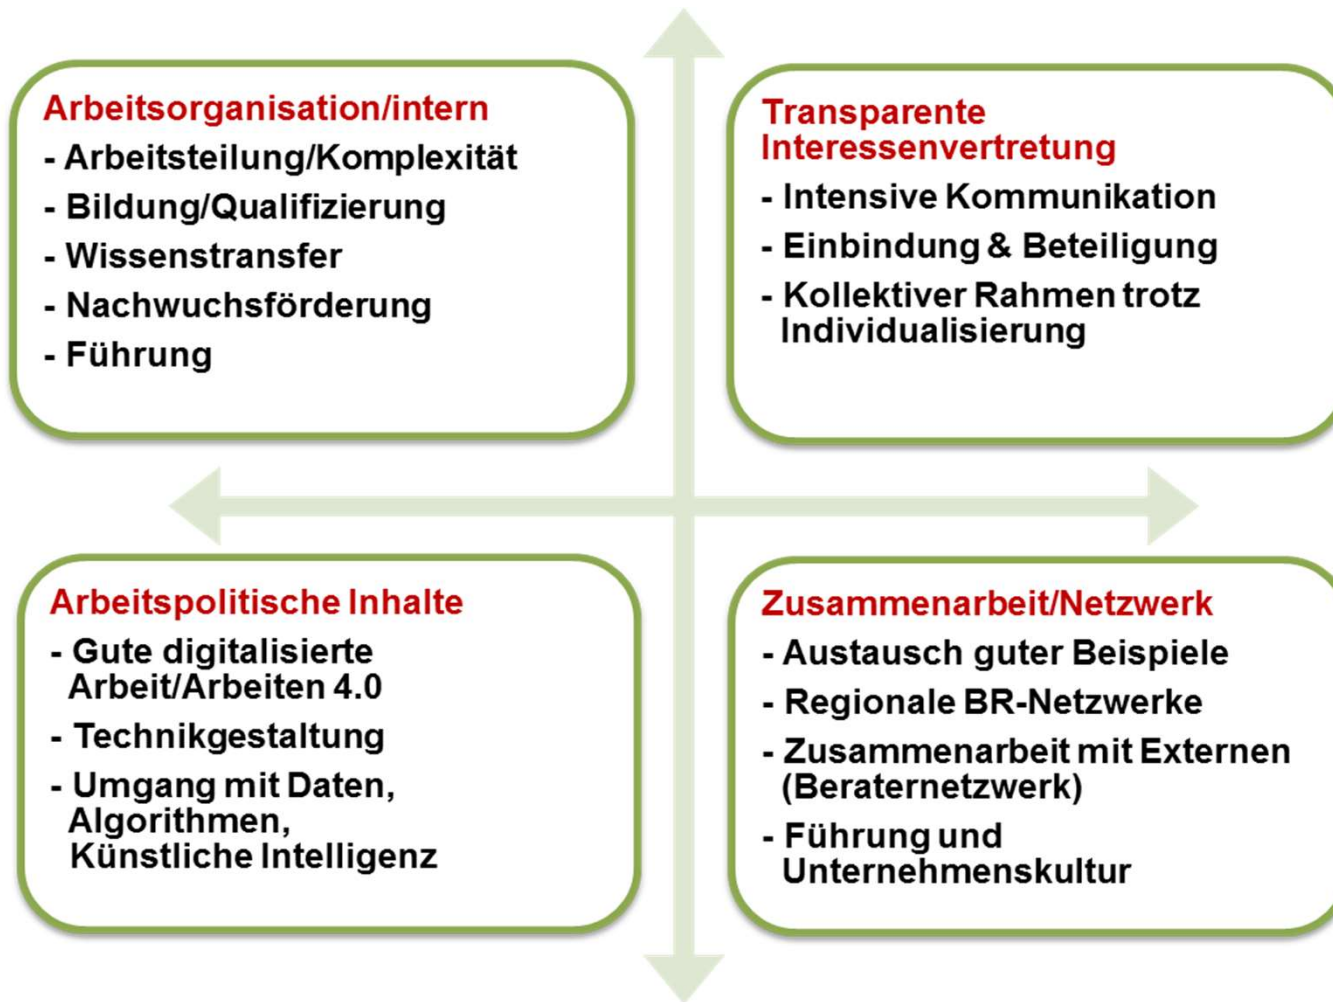 Arbeitsorganisation/intern
- Arbeitsteilung/Komplexität
- Bildung/Qualifizierung
- Wissenstransfer
- Nachwuchsförderung
- Führung
Transparente
Interessenvertretung
- Intensive Kommunikation
- Einbindung & Beteiligung
- Kollektiver Rahmen trotz
Individualisierung
Arbeitspolitische Inhalte
- Gute digitalisierte
Arbeit/Arbeiten 4.0
- Technikgestaltung
- Umgang mit Daten,
Algorithmen,
Künstliche Intelligenz
Zusammenarbeit/Netzwerk
- Austausch guter Beispiele
- Regionale BR-Netzwerke
- Zusammenarbeit mit Externen
(Beraternetzwerk)
- Führung und
Unternehmenskultur